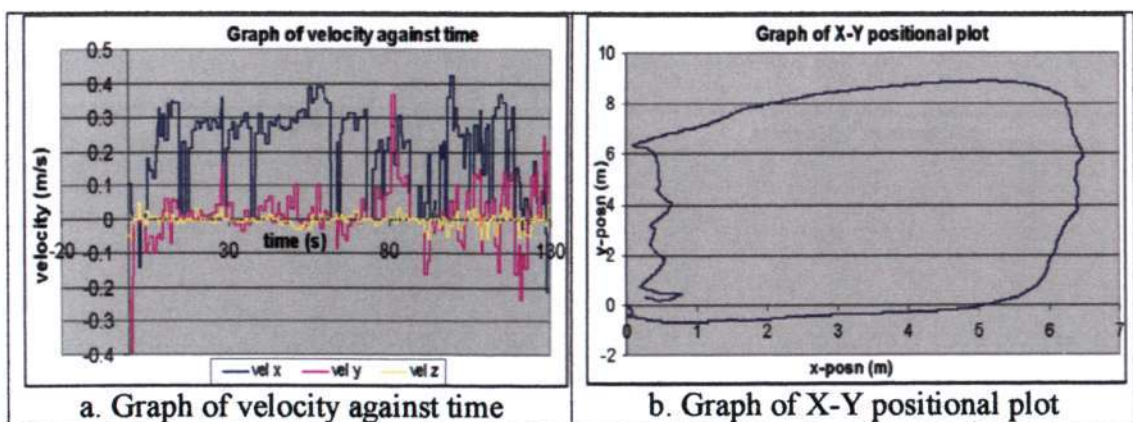 Graph of velocity against time
0.5
0.4
0.3
0.2
0.1
0
-0.1
-0.2
-0.3
-0.4
velocity (m/s)
-20 30 80 130
time (s)
vel x vel y vel z
a. Graph of velocity against time
Graph of X-Y positional plot
10
8
6
4
2
0
-2
y-posn (m)
0 1 2 3 4 5 6 7
x-posn (m)
b. Graph of X-Y positional plot